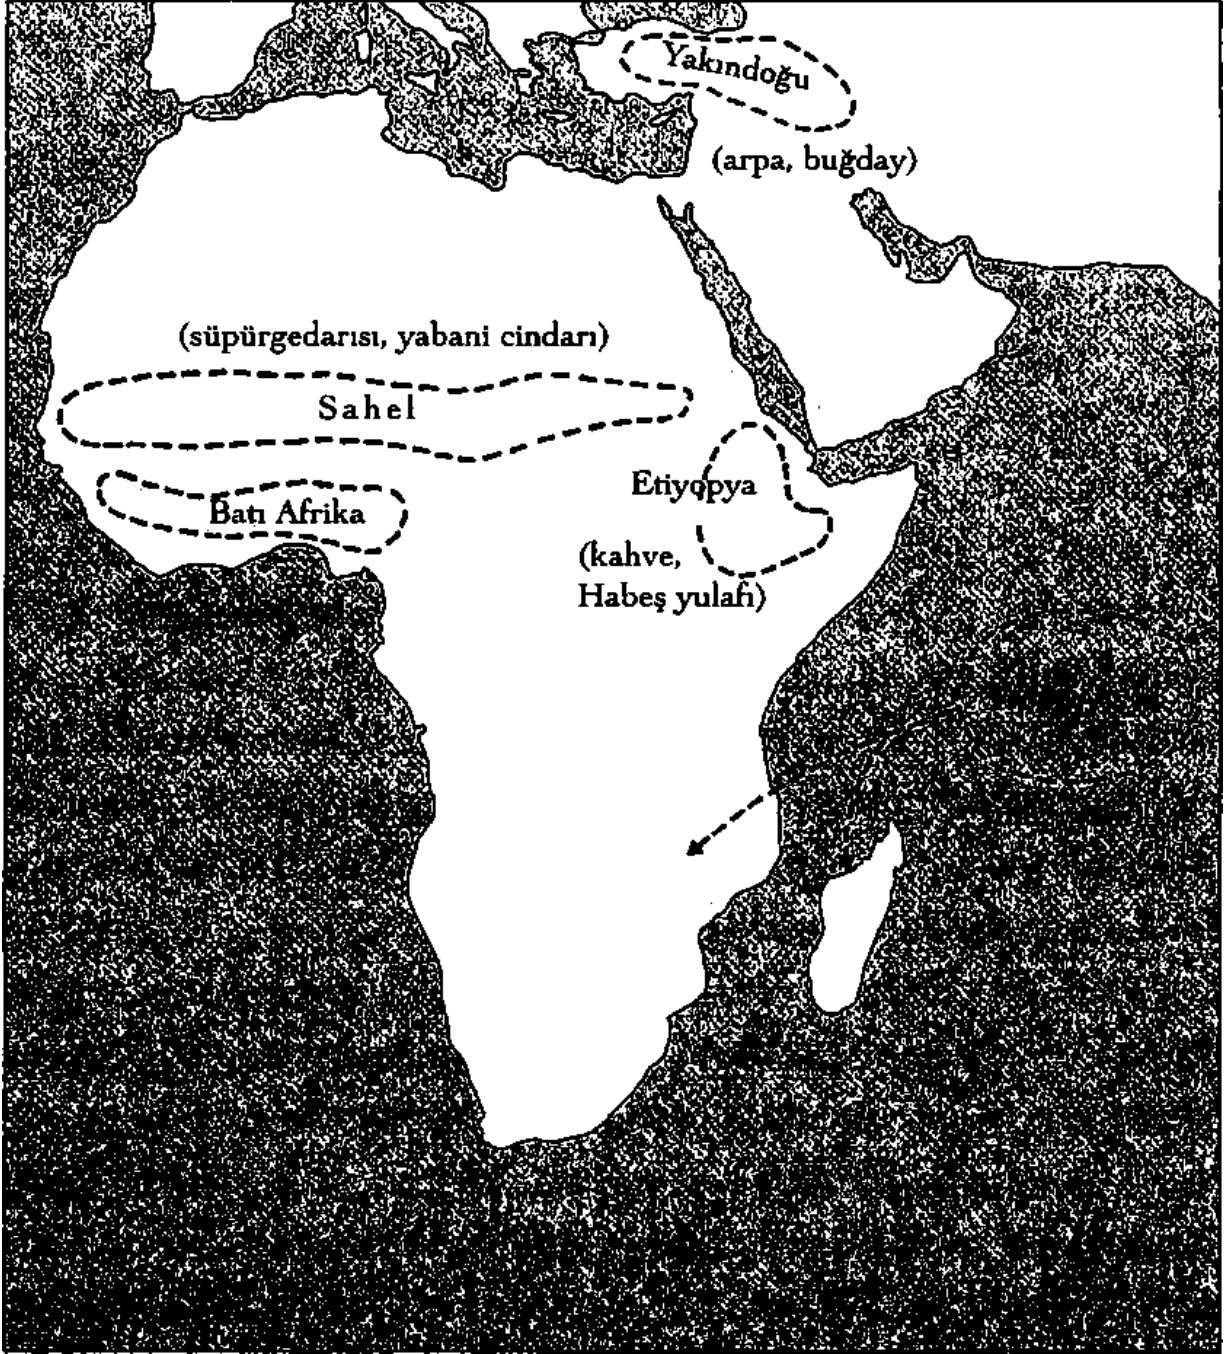 Yakındoğu
(arpa, buğday)
(süpürgedarısı, yabani cindarı)
Sahel
Etiyopya
Batı Afrika
(kahve,
Habeş yulafı)